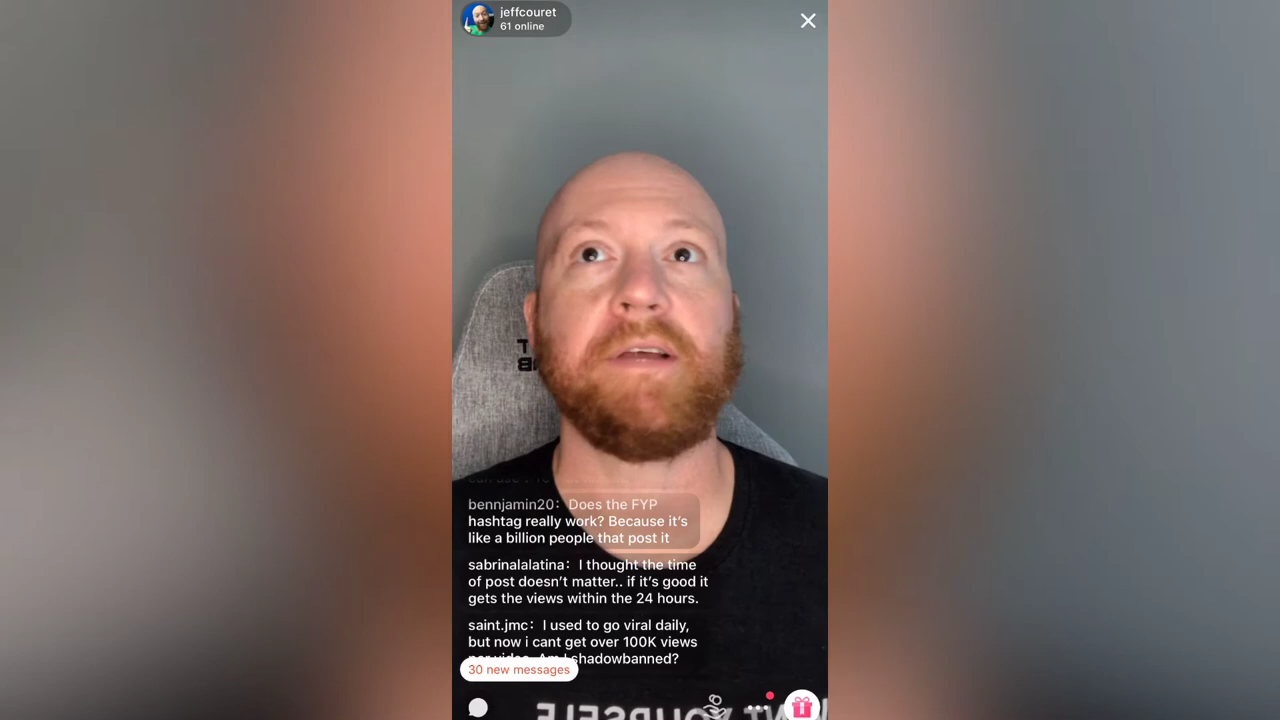 jeffcouret
61 online
bennjamin20: Does the FYP
hashtag really work? Because it's
like a billion people that post it
sabrinalalatina: I thought the time
of post doesn't matter.. if it's good it
gets the views within the 24 hours.
saint.jmc: I used to go viral daily,
but now i cant get over 100K views
shadowbanned?
30 new messages